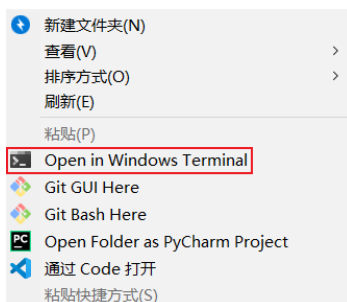 新建文件夹(N)
查看(V)
排序方式(O)
刷新(E)
粘贴(P)
Open in Windows Terminal
Git GUI Here
Git Bash Here
PC
Open Folder as PyCharm Project
通过 Code 打开
粘贴快捷方式(S)